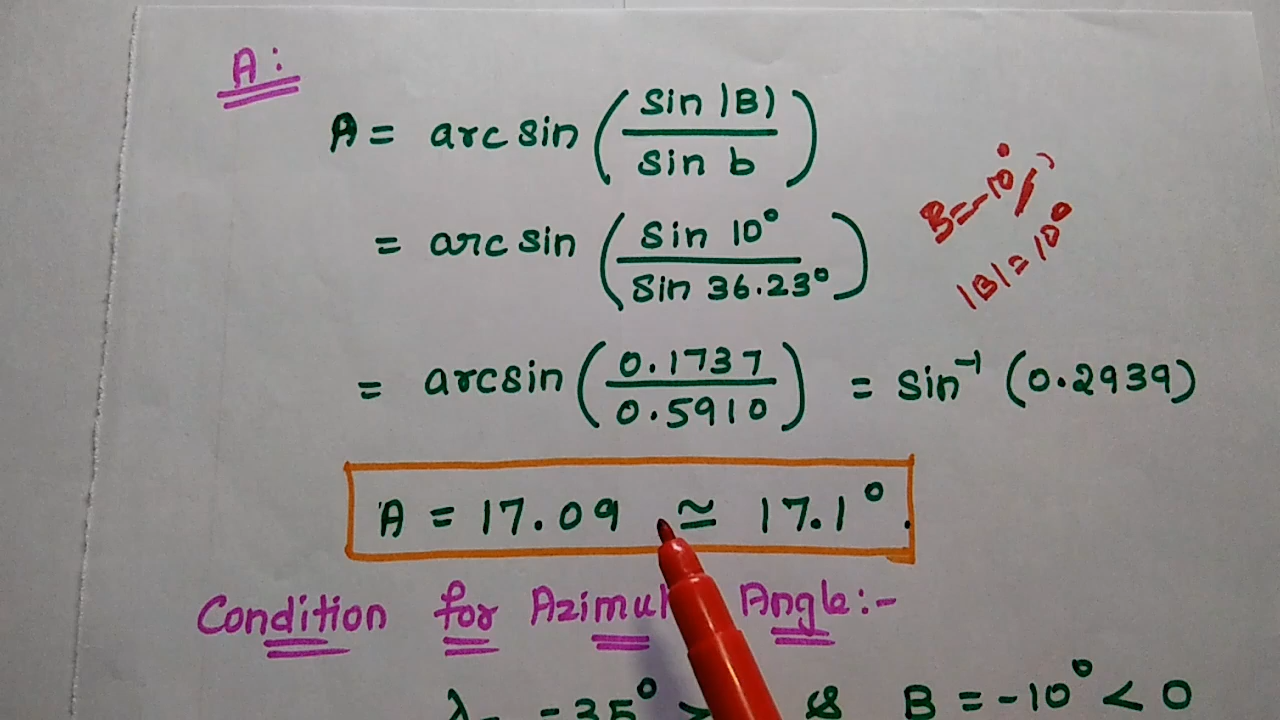 A:
A = arc sin ( sin |B| / sin b )
B = -10°
|B| = 10°
= arc sin ( sin 10° / sin 36.23° )
= arcsin ( 0.1737 / 0.5910 ) = sin⁻¹ (0.2939)
A = 17.09 ≃ 17.1°.
Condition for Angle:-
-35° & B = -10° < 0